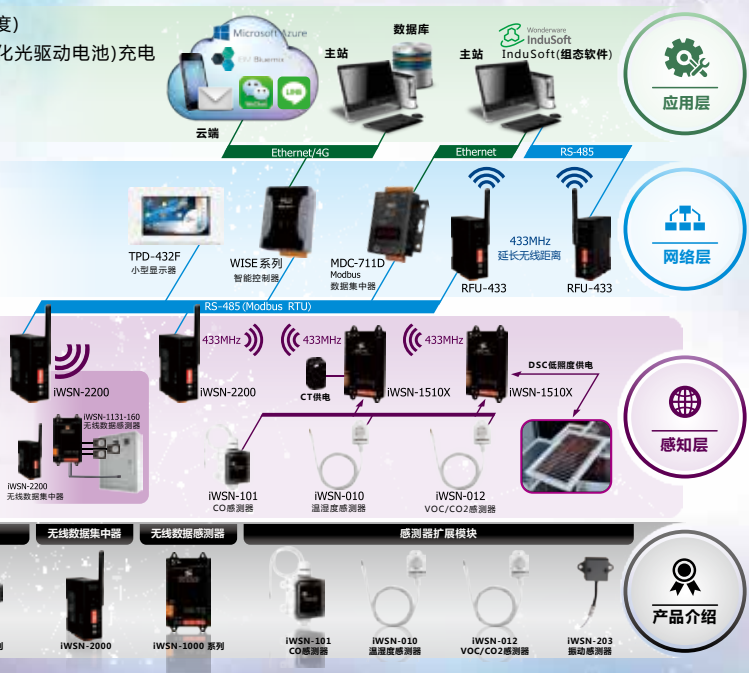 度)
化光驱动电池)充电
Microsoft Azure
IBM Bluemix
WeChat
LINE
云端
主站
数据库
主站
Wonderware
InduSoft
InduSoft(组态软件)
应用层
Ethernet/4G
Ethernet
RS-485
TPD-432F
小型显示器
WISE系列
智能控制器
MDC-711D
Modbus
数据集中器
433MHz
延长无线距离
RFU-433
RFU-433
网络层
RS-485(Modbus RTU)
433MHz
433MHz
433MHz
iWSN-2200
iWSN-2200
CT供电
iWSN-1510X
iWSN-1510X
DSC低照度供电
iWSN-1131-160
无线数据感测器
iWSN-2200
无线数据集中器
iWSN-101
CO感测器
iWSN-010
温湿度感测器
iWSN-012
VOC/CO2感测器
感知层
无线数据集中器
无线数据感测器
感测器扩展模块
iWSN-2000
iWSN-1000 系列
iWSN-101
CO感测器
iWSN-010
温湿度感测器
iWSN-012
VOC/CO2感测器
iWSN-203
振动感测器
产品介绍